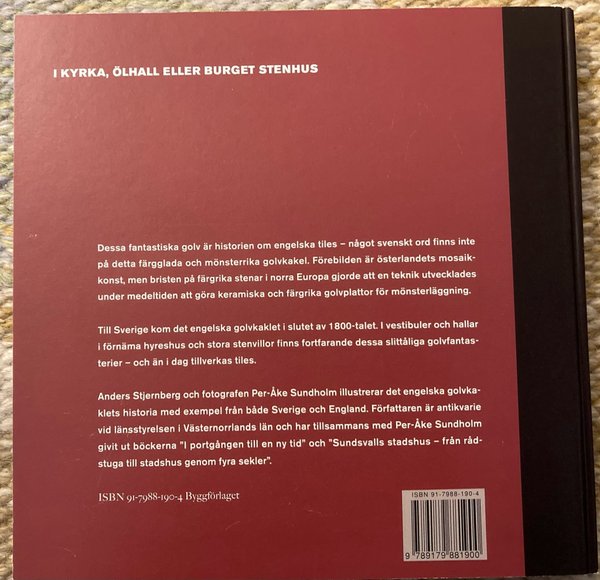 I KYRKA, ÖLHALL ELLER BURGET STENHUS
Dessa fantastiska golv är historien om engelska tiles – något svenskt ord finns inte
på detta färgglada och mönsterrika golvkakel. Förebilden är österlandets mosaik-
konst, men bristen på färgrika stenar i norra Europa gjorde att en teknik utvecklades
under medeltiden att göra keramiska och färgrika golvplattor för mönsterläggning.
Till Sverige kom det engelska golvkaklet i slutet av 1800-talet. I vestibuler och hallar
i förnäma hyreshus och stora stenvillor finns fortfarande dessa slittåliga golvfantas-
terier – och än i dag tillverkas tiles.
Anders Stjernberg och fotografen Per-Åke Sundholm illustrerar det engelska golvka-
klets historia med exempel från både Sverige och England. Författaren är antikvarie
vid länsstyrelsen i Västernorrlands län och har tillsammans med Per-Åke Sundholm
givit ut böckerna "I portgången till en ny tid" och "Sundsvalls stadshus – från råd-
stuga till stadshus genom fyra sekler".
ISBN 91-7988-190-4 Byggförlaget
ISBN 91-7988-190-4
9 789179 881900